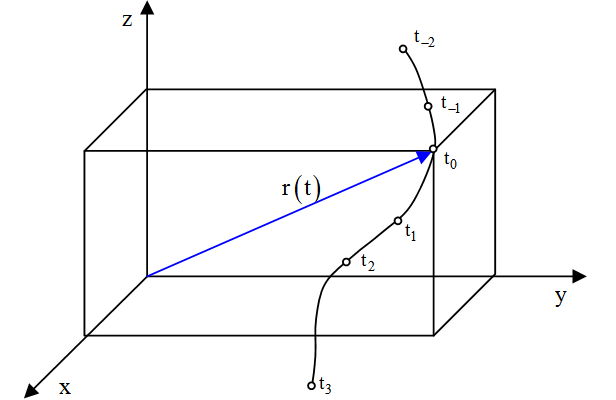 z
t₋₂
t₋₁
t₀
r(t)
t₁
t₂
y
x
t₃